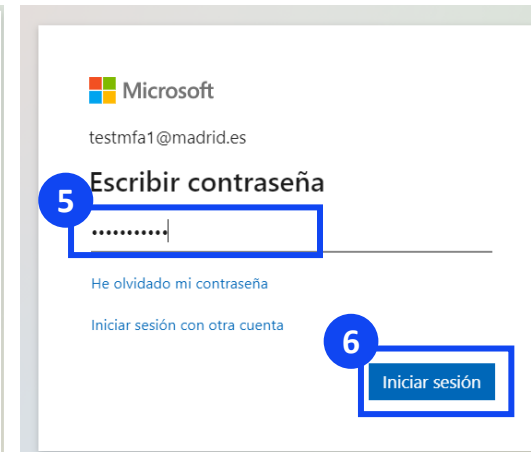 Microsoft
testmfa1@madrid.es
Escribir contraseña
5
•••••••••••
He olvidado mi contraseña
Iniciar sesión con otra cuenta
6
Iniciar sesión